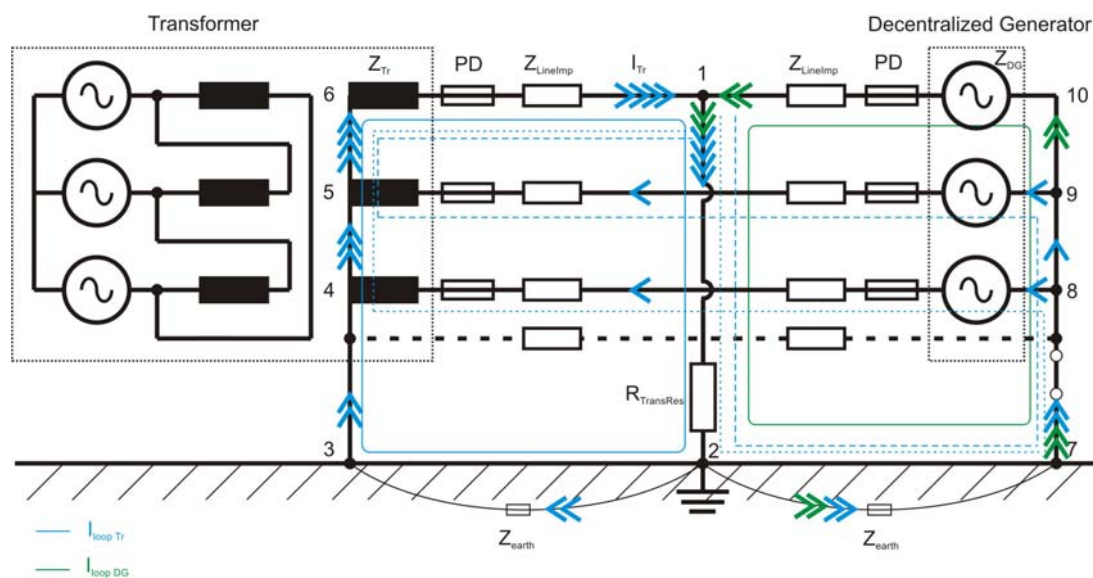 Transformer
Decentralized Generator
6 Z_Tr PD Z_LineImp I_Tr 1 Z_LineImp PD Z_DG 10
5 9
4 8
R_TransRes
3 2 7
Z_earth Z_earth
I_loop Tr
I_loop DG